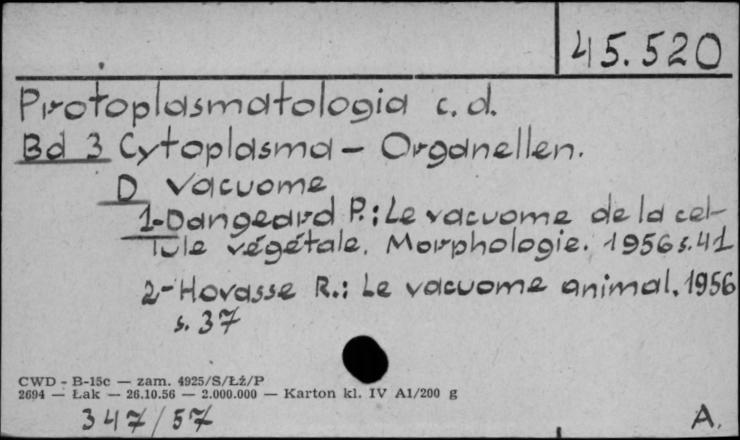 45.520
Protoplasmatologia c.d.
Bd 3 Cytoplasma - Organellen.
D Vacuome
1-Dangeard P.: Le vacuome de la cel-
lule végétale. Morphologie. 1956 s. 41
2-Hovasse R.: Le vacuome animal. 1956
s. 37
CWD - B-15c — zam. 4925/S/Łż/P
2694 — Łak — 26.10.56 — 2.000.000 — Karton kl. IV A1/200 g
347/57
A.